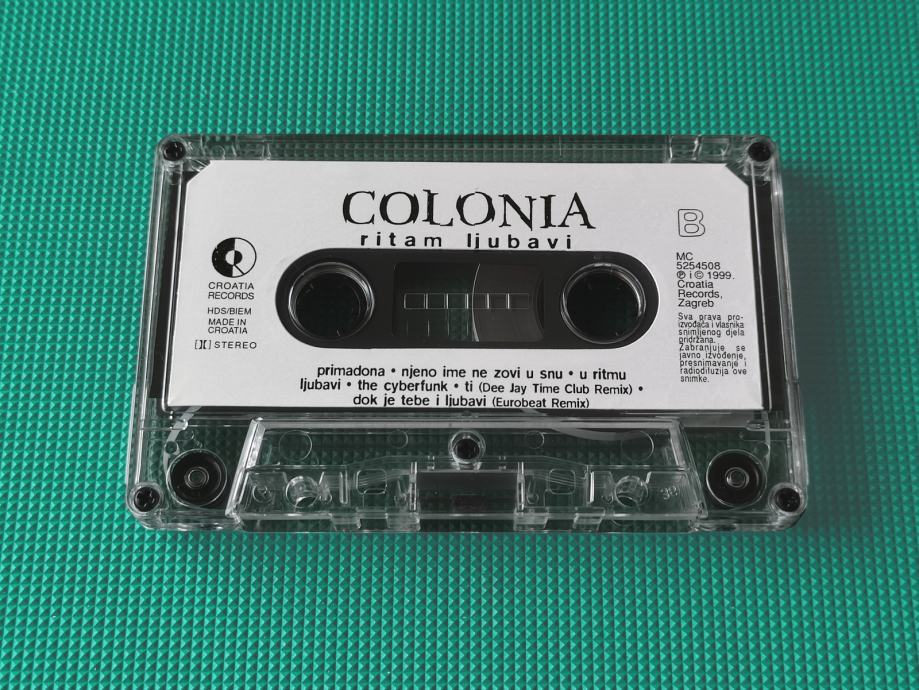 COLONIA
ritam ljubavi
B
CROATIA
RECORDS
HDS/BIEM
MADE IN
CROATIA
STEREO
MC
5254508
℗ i © 1999.
Croatia
Records,
Zagreb
Sva prava pro-
izvođača i vlasnika
snimljenog djela
pridržana.
Zabranjuje se
javno izvođenje,
presnimavanje i
radiodifuzija ove
snimke.
primadona • njeno ime ne zovi u snu • u ritmu
ljubavi • the cyberfunk • ti (Dee Jay Time Club Remix) •
dok je tebe i ljubavi (Eurobeat Remix)